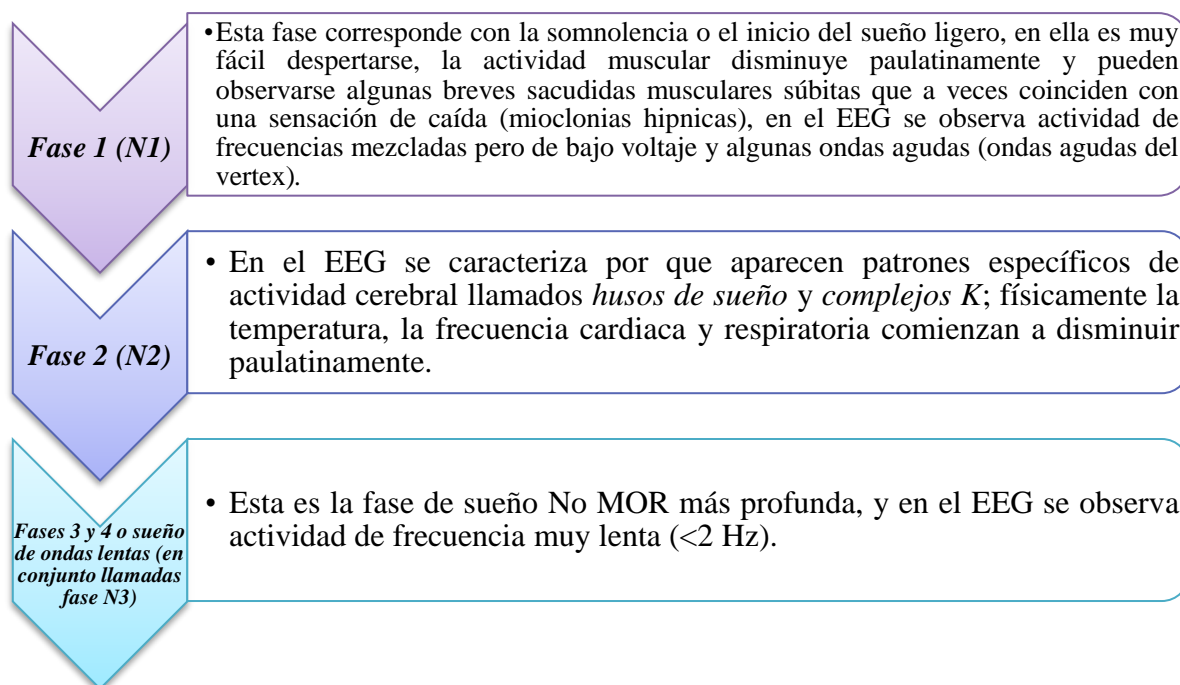 Fase 1 (N1)
•Esta fase corresponde con la somnolencia o el inicio del sueño ligero, en ella es muy
fácil despertarse, la actividad muscular disminuye paulatinamente y pueden
observarse algunas breves sacudidas musculares súbitas que a veces coinciden con
una sensación de caída (mioclonias hipnicas), en el EEG se observa actividad de
frecuencias mezcladas pero de bajo voltaje y algunas ondas agudas (ondas agudas del
vertex).
Fase 2 (N2)
• En el EEG se caracteriza por que aparecen patrones específicos de
actividad cerebral llamados husos de sueño y complejos K; físicamente la
temperatura, la frecuencia cardiaca y respiratoria comienzan a disminuir
paulatinamente.
Fases 3 y 4 o sueño
de ondas lentas (en
conjunto llamadas
fase N3)
• Esta es la fase de sueño No MOR más profunda, y en el EEG se observa
actividad de frecuencia muy lenta (<2 Hz).